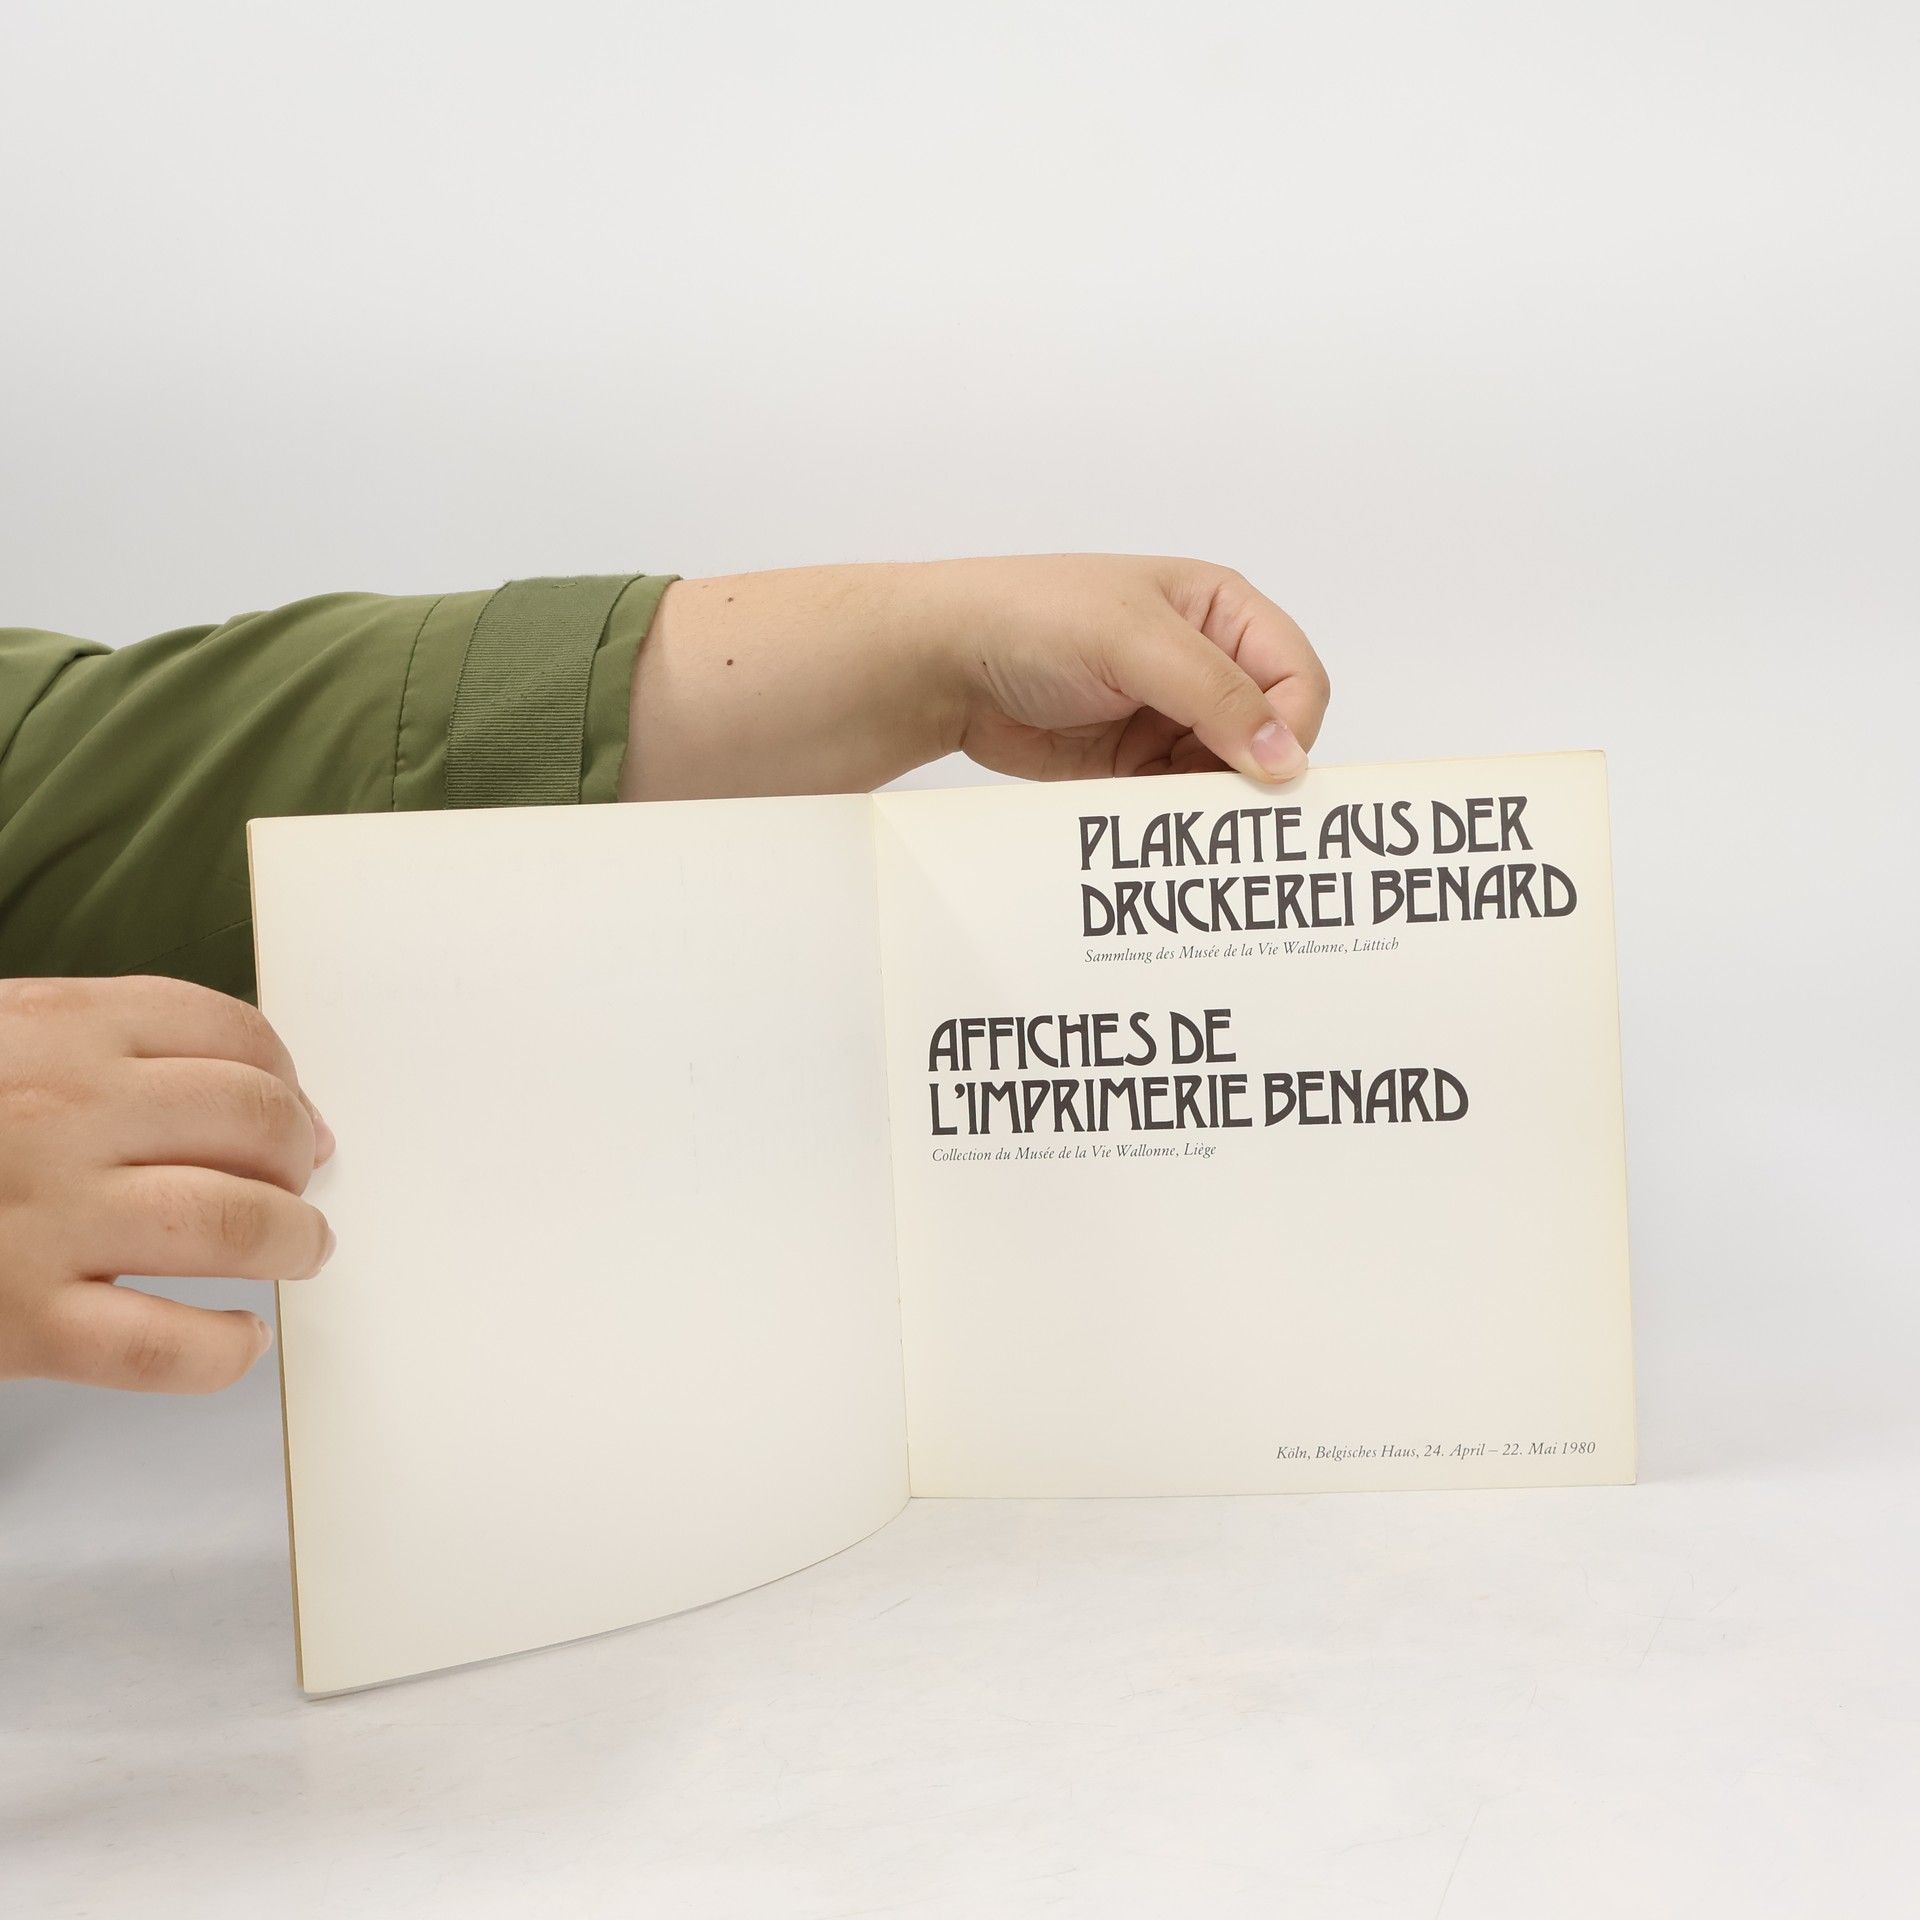 PLAKATE AUS DER
DRUCKEREI BENARD
Sammlung des Musée de la Vie Wallonne, Lüttich
AFFICHES DE
L'IMPRIMERIE BENARD
Collection du Musée de la Vie Wallonne, Liège
Köln, Belgisches Haus, 24. April – 22. Mai 1980